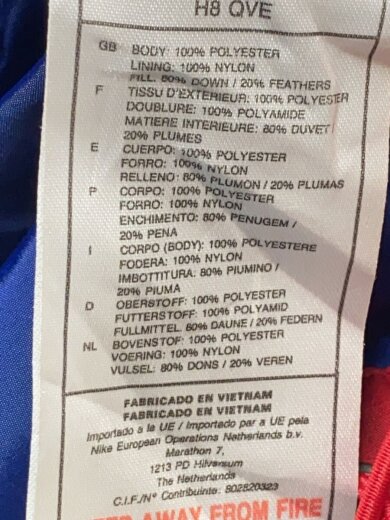 H8 QVE
GB BODY: 100% POLYESTER
LINING: 100% NYLON
FILL. 80% DOWN / 20% FEATHERS
F TISSU D'EXTERIEUR: 100% POLYESTER
DOUBLURE: 100% POLYAMIDE
MATIERE INTERIEURE: 80% DUVET/
20% PLUMES
E CUERPO: 100% POLYESTER
FORRO: 100% NYLON
RELLENO: 80% PLUMON / 20% PLUMAS
P CORPO: 100% POLYESTER
FORRO: 100% NYLON
ENCHIMENTO: 80% PENUGEM /
20% PENA
I CORPO (BODY): 100% POLYESTERE
FODERA: 100% NYLON
IMBOTTITURA: 80% PIUMINO /
20% PIUMA
D OBERSTOFF: 100% POLYESTER
FUTTERSTOFF: 100% POLYAMID
FULLMITTEL. 80% DAUNE / 20% FEDERN
NL BOVENSTOF: 100% POLYESTER
VOERING: 100% NYLON
VULSEL: 80% DONS / 20% VEREN
FABRICADO EN VIETNAM
FABRICADO EN VIETNAM
Importado a le UE / Importado par a UE pela
Nike European Operations Netherlands b.v.
Marathon 7,
1213 PD Hilversum
The Netherlands
C.I.F./Nº Contribuinte: 802820323
AWAY FROM FIRE